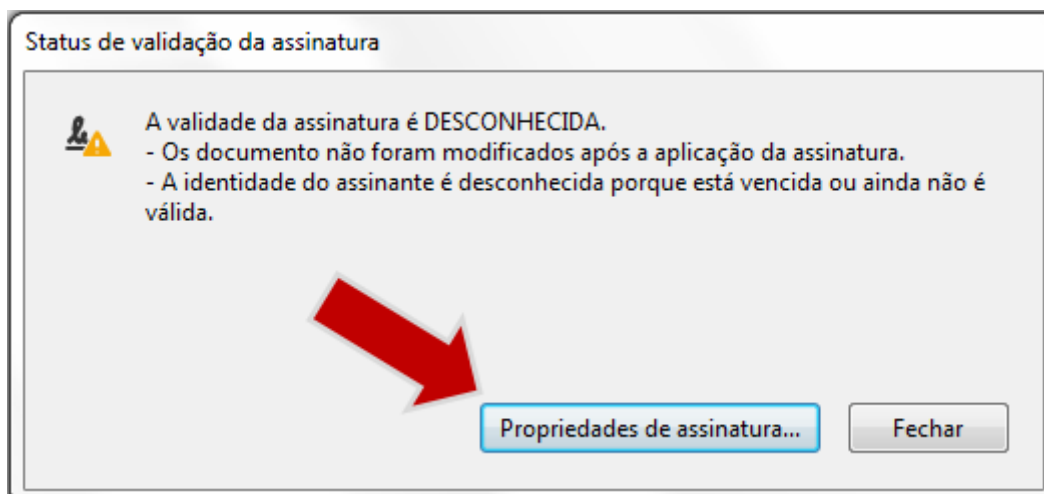 Status de validação da assinatura
A validade da assinatura é DESCONHECIDA.
- Os documento não foram modificados após a aplicação da assinatura.
- A identidade do assinante é desconhecida porque está vencida ou ainda não é
válida.
Propriedades de assinatura... Fechar